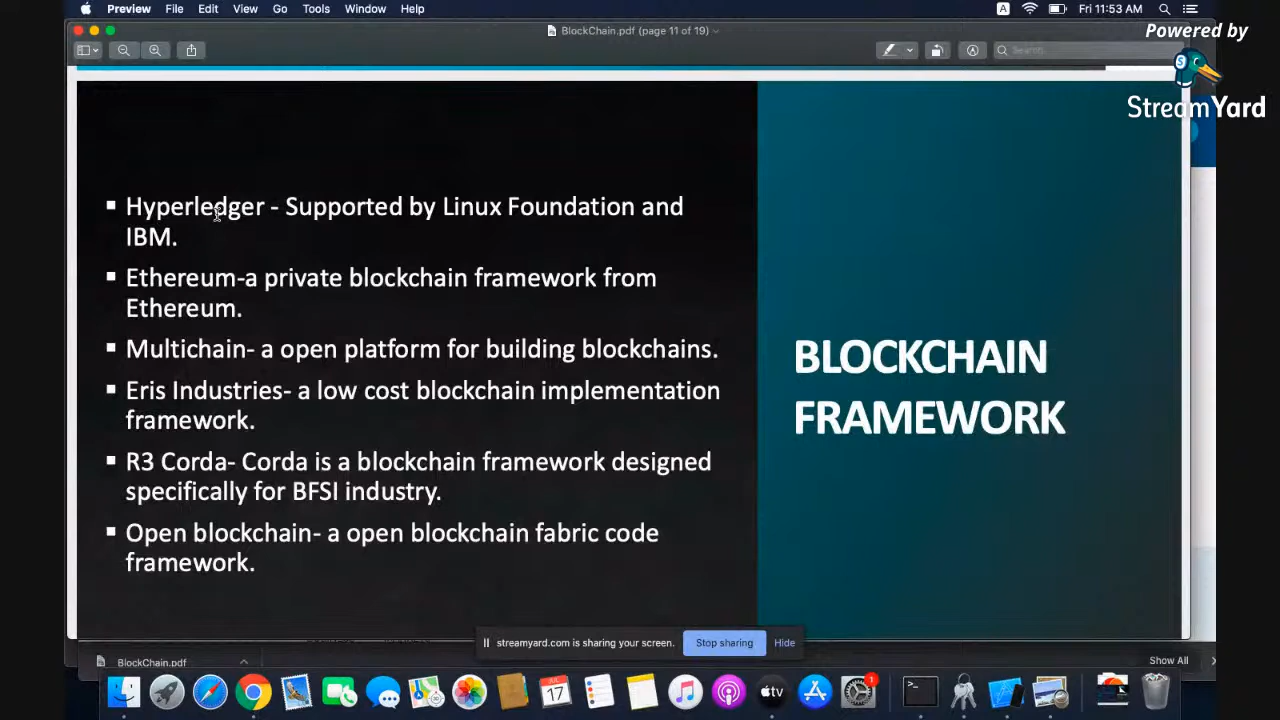 Preview File Edit View Go Tools Window Help
A Fri 11:53 AM
BlockChain.pdf (page 11 of 19)
Powered by
Search
S
StreamYard
Hyperledger - Supported by Linux Foundation and
IBM.
Ethereum-a private blockchain framework from
Ethereum.
Multichain- a open platform for building blockchains.
Eris Industries- a low cost blockchain implementation
framework.
R3 Corda- Corda is a blockchain framework designed
specifically for BFSI industry.
Open blockchain- a open blockchain fabric code
framework.
BLOCKCHAIN
FRAMEWORK
streamyard.com is sharing your screen. Stop sharing Hide
BlockChain.pdf
Show All
JUL
17
tv
1